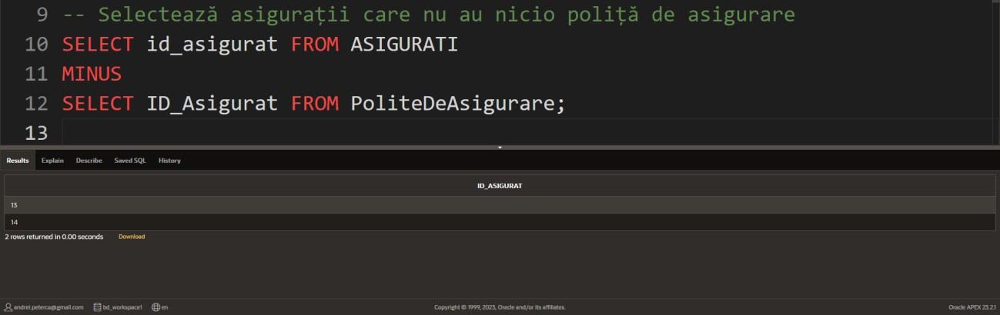 9 -- Selectează asigurații care nu au nicio poliță de asigurare
10 SELECT id_asigurat FROM ASIGURATI
11 MINUS
12 SELECT ID_Asigurat FROM PoliteDeAsigurare;
13
Results Explain Describe Saved SQL History
ID_ASIGURAT
13
14
2 rows returned in 0.00 seconds Download
andrei.peterca@gmail.com bd_workspace1 en Copyright © 1999, 2023, Oracle and/or its affiliates. Oracle APEX 23.2.1